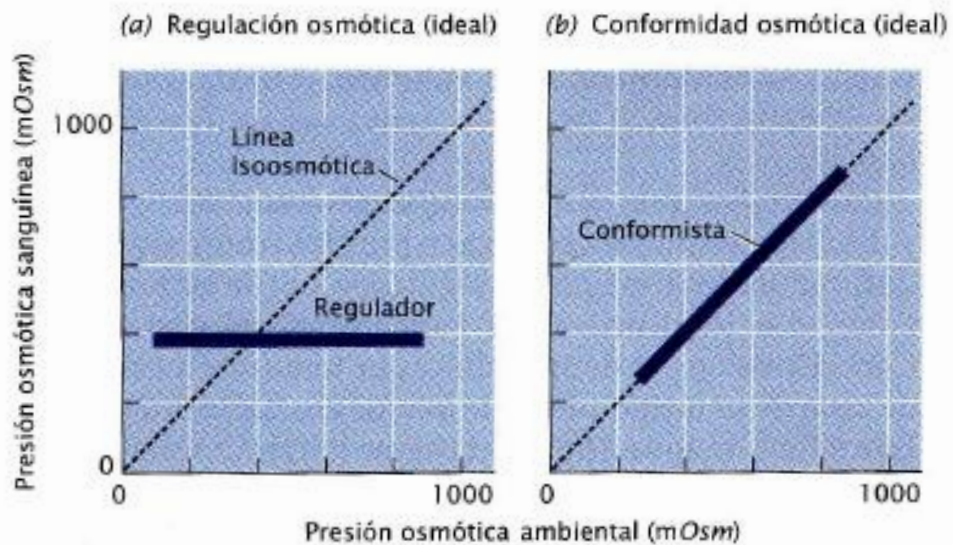 (a) Regulación osmótica (ideal)
(b) Conformidad osmótica (ideal)
Presión osmótica sanguínea (mOsm)
1000
Línea
Isoosmótica
Regulador
0
0
1000
Conformista
0
1000
Presión osmótica ambiental (mOsm)